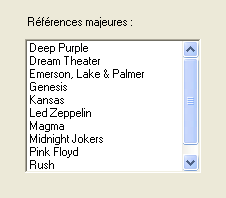 Références majeures :
Deep Purple
Dream Theater
Emerson, Lake & Palmer
Genesis
Kansas
Led Zeppelin
Magma
Midnight Jokers
Pink Floyd
Rush